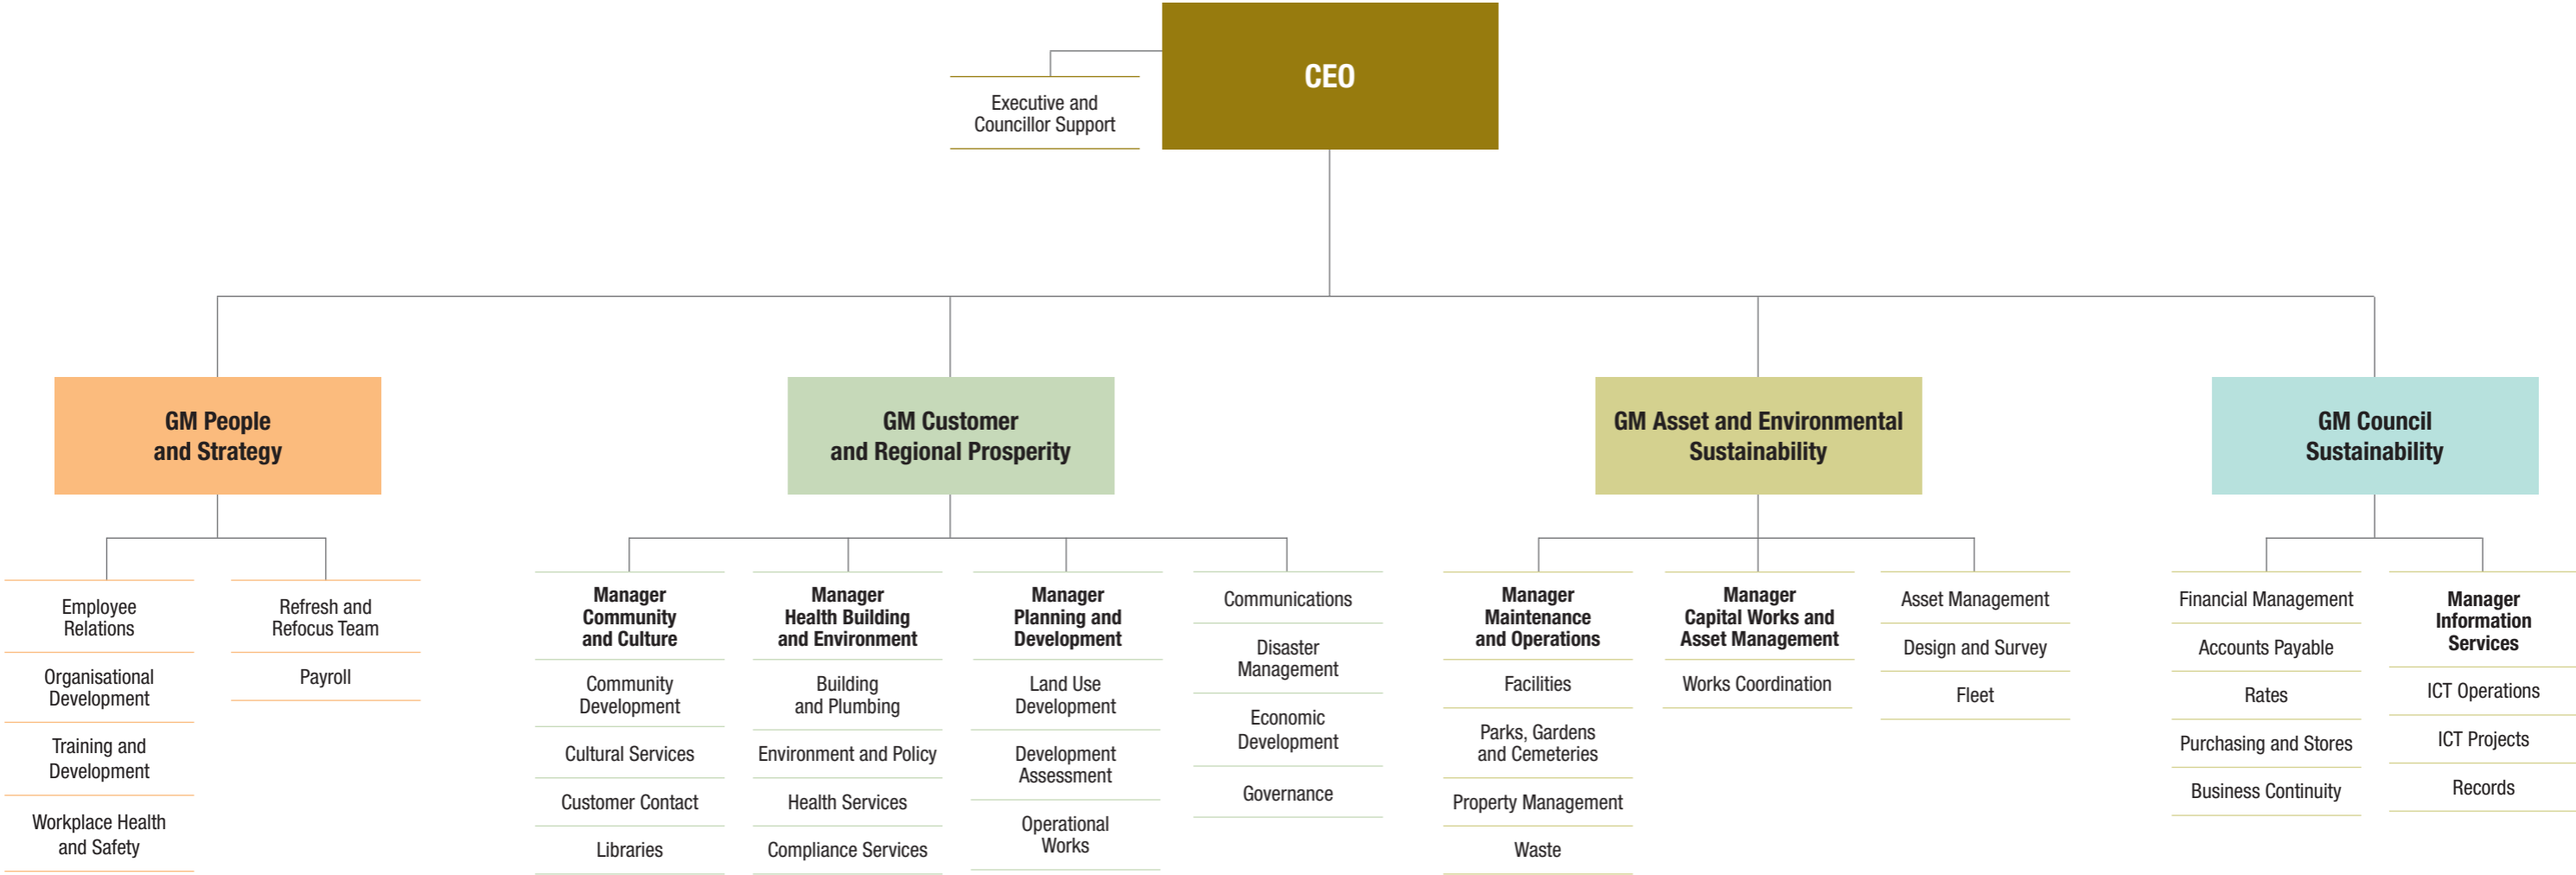 CEO
Executive and
Councillor Support
GM People
and Strategy
Employee
Relations
Organisational
Development
Training and
Development
Workplace Health
and Safety
Refresh and
Refocus Team
Payroll
GM Customer
and Regional Prosperity
Manager
Community
and Culture
Community
Development
Cultural Services
Customer Contact
Libraries
Manager
Health Building
and Environment
Building
and Plumbing
Environment and Policy
Health Services
Compliance Services
Manager
Planning and
Development
Land Use
Development
Development
Assessment
Operational
Works
Communications
Disaster
Management
Economic
Development
Governance
GM Asset and Environmental
Sustainability
Manager
Maintenance
and Operations
Facilities
Parks, Gardens
and Cemeteries
Property Management
Waste
Manager
Capital Works and
Asset Management
Works Coordination
Asset Management
Design and Survey
Fleet
GM Council
Sustainability
Financial Management
Accounts Payable
Rates
Purchasing and Stores
Business Continuity
Manager
Information
Services
ICT Operations
ICT Projects
Records